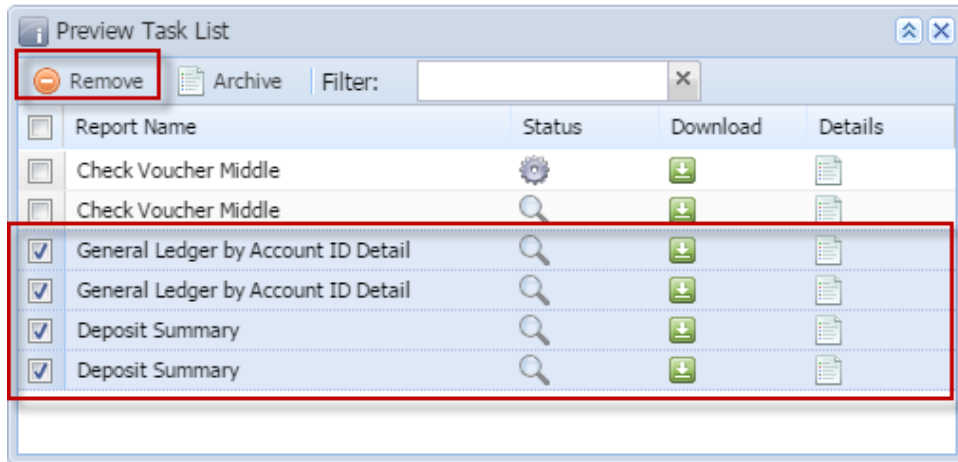 Preview Task List
Remove Archive Filter:
Report Name Status Download Details
Check Voucher Middle
Check Voucher Middle
General Ledger by Account ID Detail
General Ledger by Account ID Detail
Deposit Summary
Deposit Summary